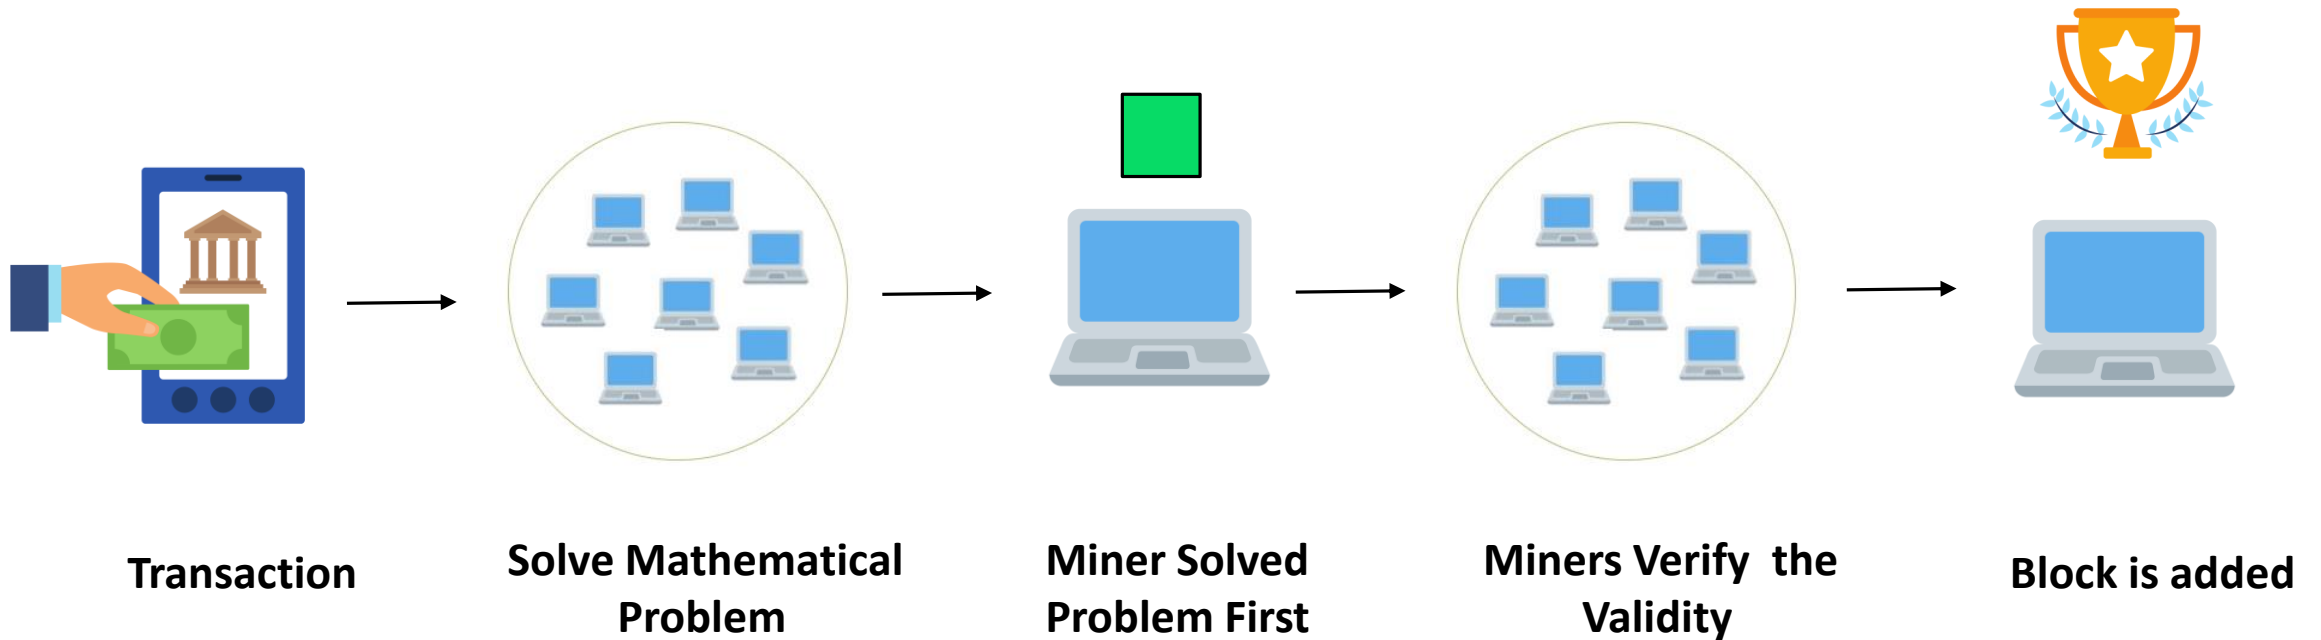 Transaction
Solve Mathematical
Problem
Miner Solved
Problem First
Miners Verify  the
Validity
Block is added